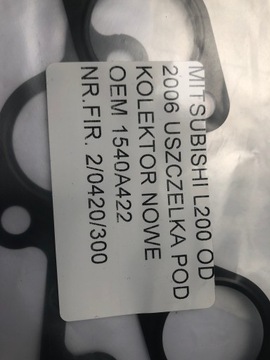 MITSUBISHI L200 OD
2006 USZCZELKA POD
KOLEKTOR NOWE
OEM 1540A422
NR.FIR. 2/0420/300